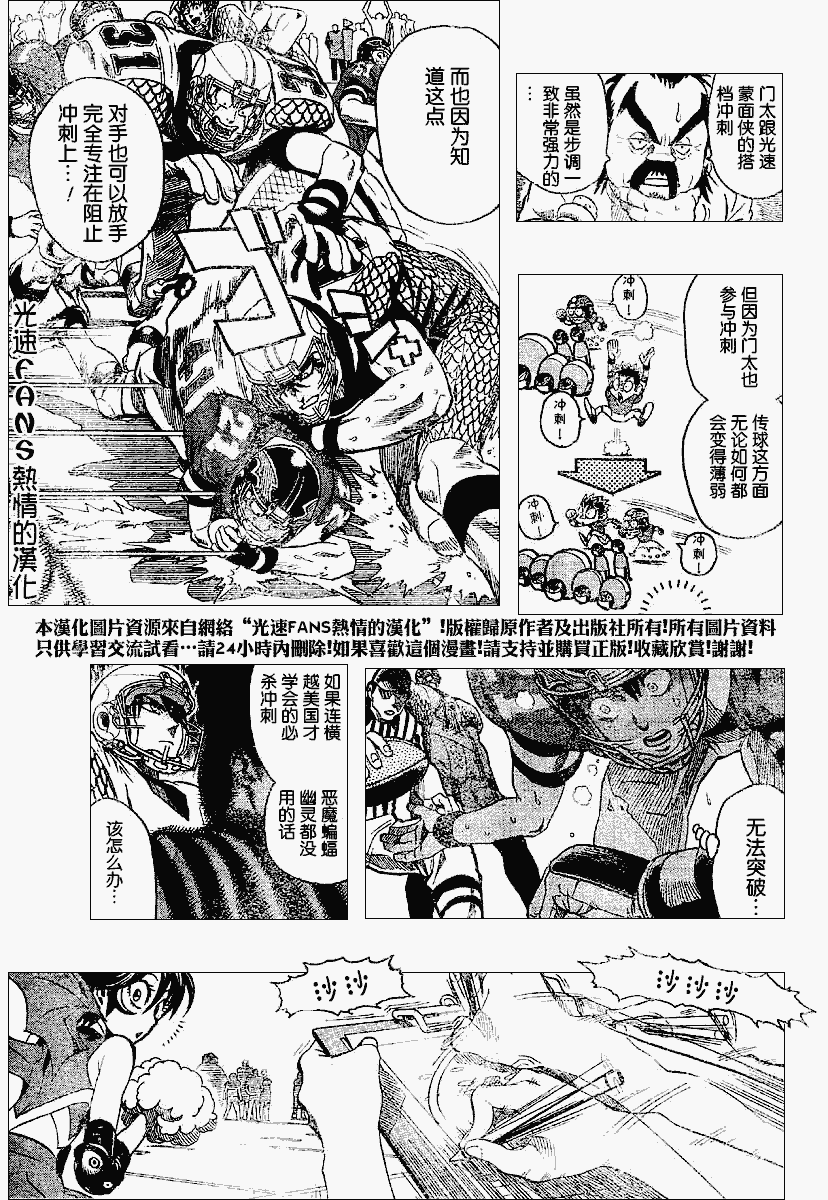 门太跟光速
蒙面侠的搭
档冲刺
虽然是步调一
致非常强力的
…
但因为门太也
参与冲刺
传球这方面
无论如何都
会变得薄弱
冲刺!
冲刺!
冲刺!
冲刺!
而也因为知
道这点
对手也可以放手
完全专注在阻止
冲刺上…!
光速FANS熱情的漢化
本漢化圖片資源來自網絡“光速FANS熱情的漢化”!版權歸原作者及出版社所有!所有圖片資料
只供學習交流試看…請24小時內刪除!如果喜歡這個漫畫!請支持並購買正版!收藏欣賞!謝謝!
无法突破…
如果连横
越美国才
学会的必
杀冲刺
恶魔蝙蝠
幽灵都没
用的话
该怎么办…
沙沙沙
沙沙